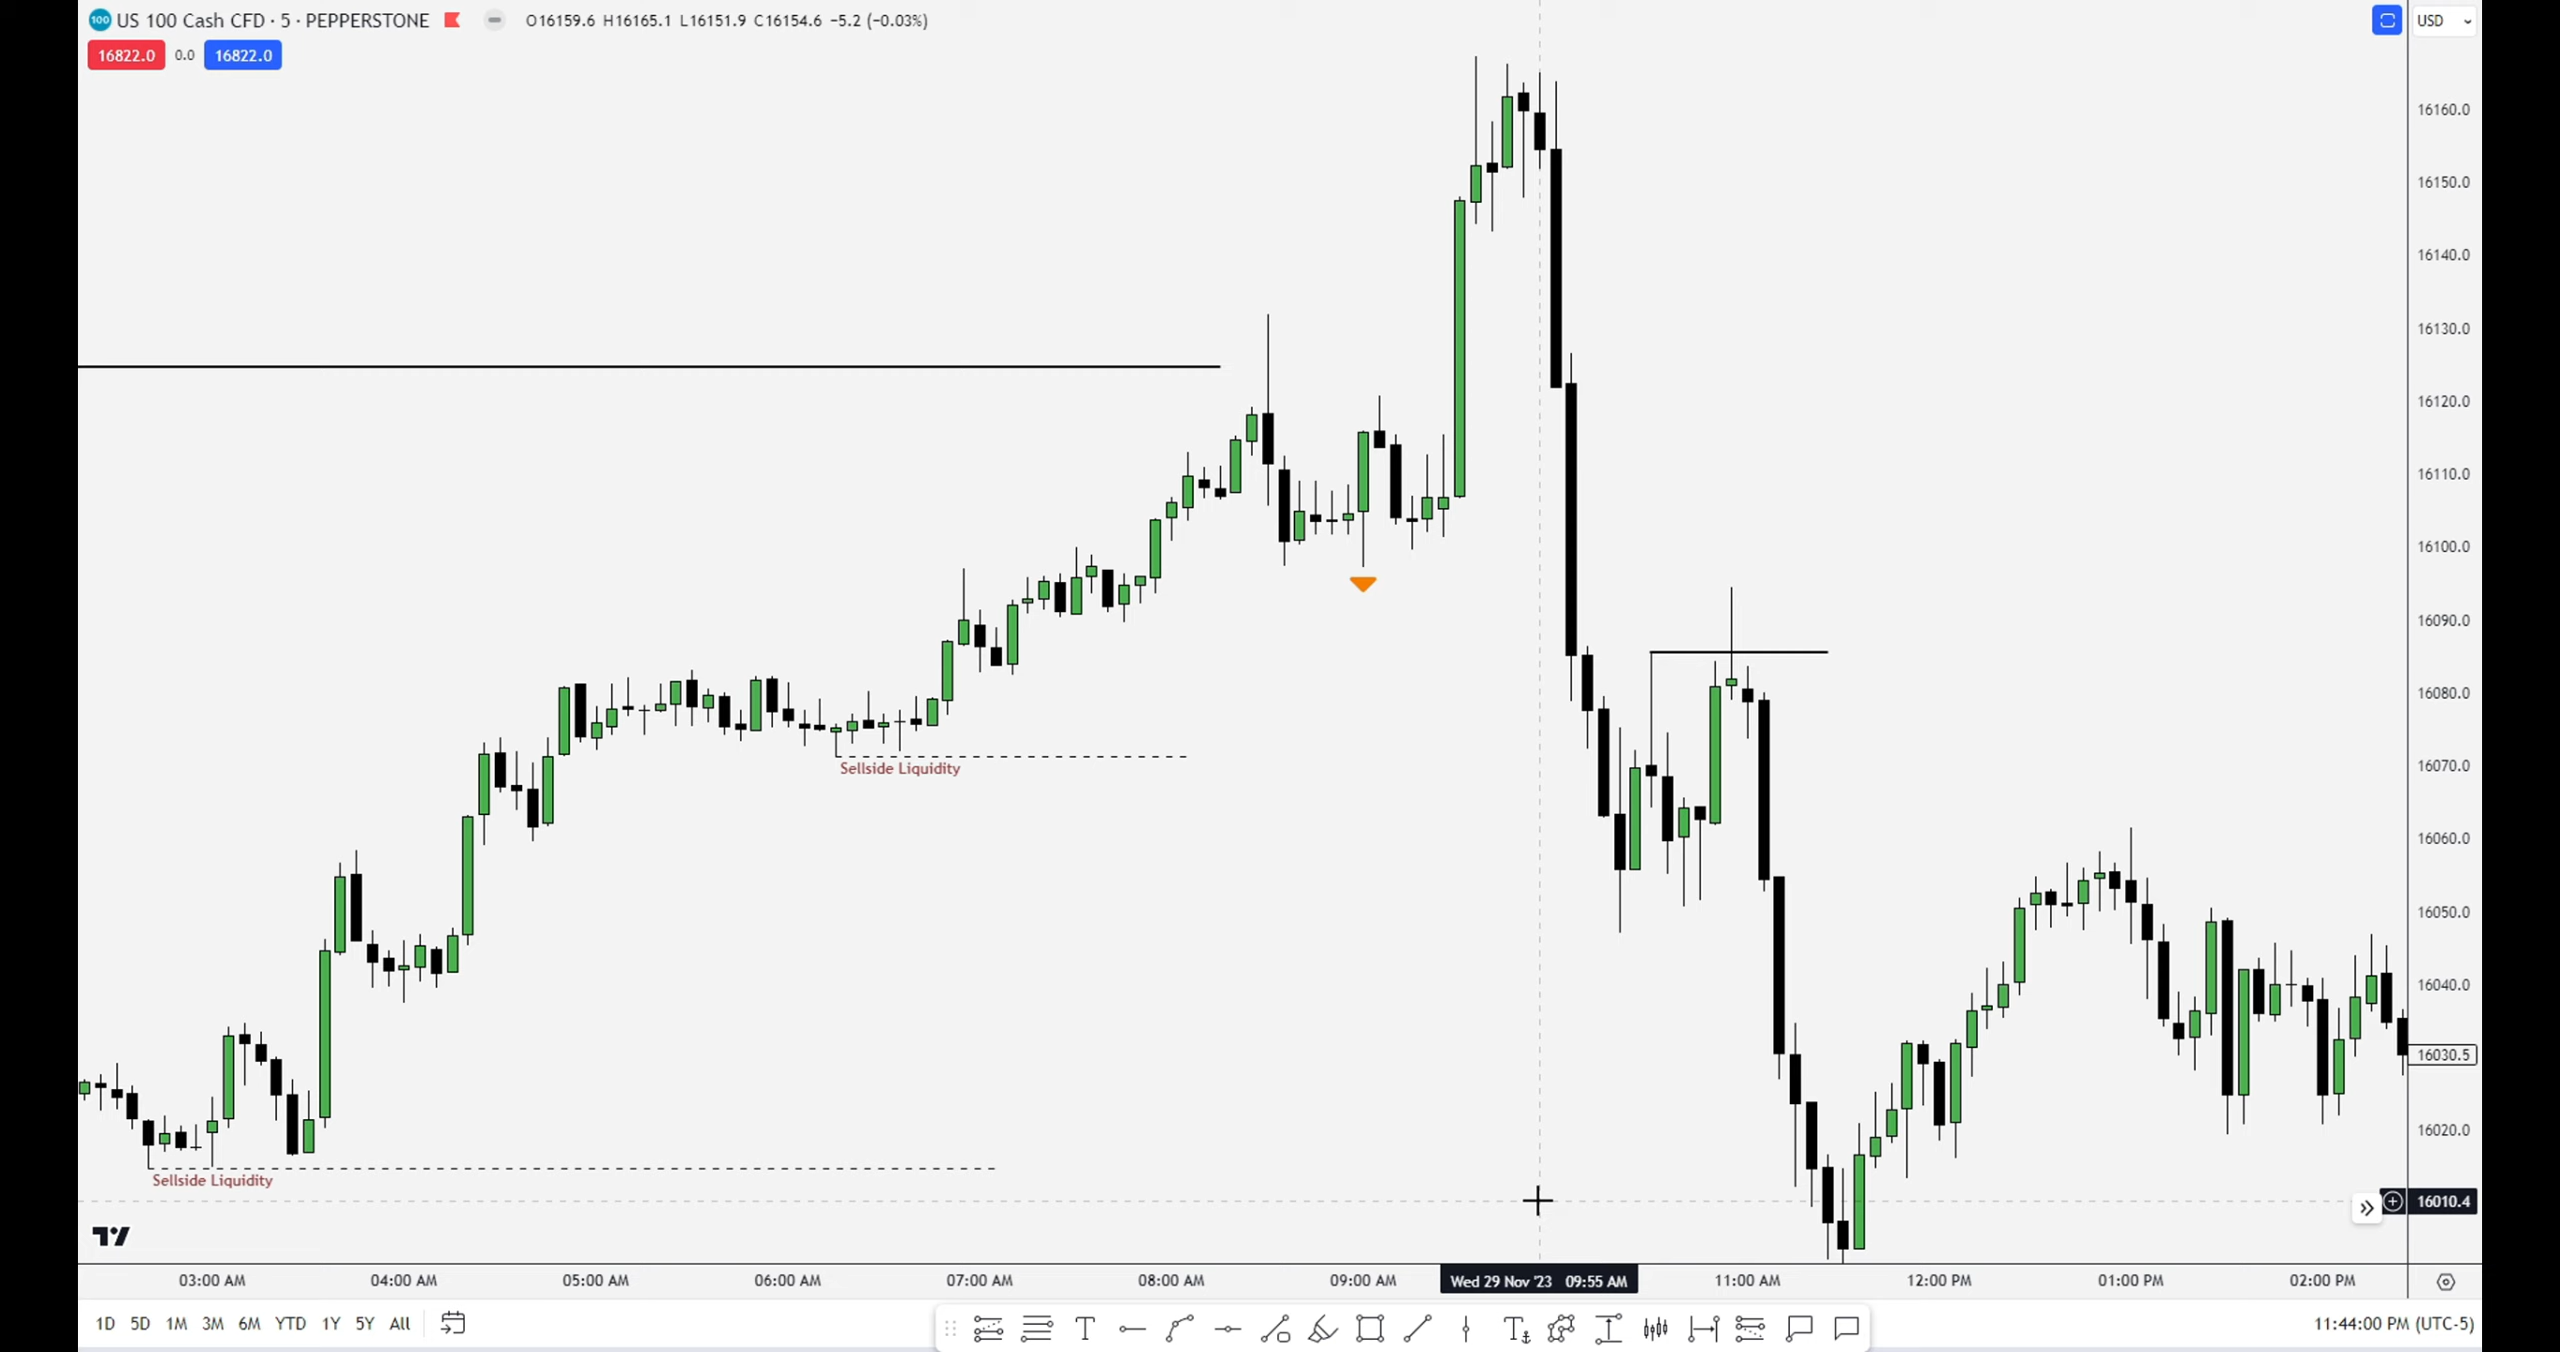 100 US 100 Cash CFD · 5 · PEPPERSTONE O16159.6 H16165.1 L16151.9 C16154.6 −5.2 (−0.03%)
USD
16822.0 0.0 16822.0
16160.0
16150.0
16140.0
16130.0
16120.0
16110.0
16100.0
16090.0
16080.0
16070.0
Sellside Liquidity
16060.0
16050.0
16040.0
16030.5
16020.0
Sellside Liquidity
16010.4
03:00 AM 04:00 AM 05:00 AM 06:00 AM 07:00 AM 08:00 AM 09:00 AM Wed 29 Nov '23 09:55 AM 11:00 AM 12:00 PM 01:00 PM 02:00 PM
1D 5D 1M 3M 6M YTD 1Y 5Y All
11:44:00 PM (UTC-5)